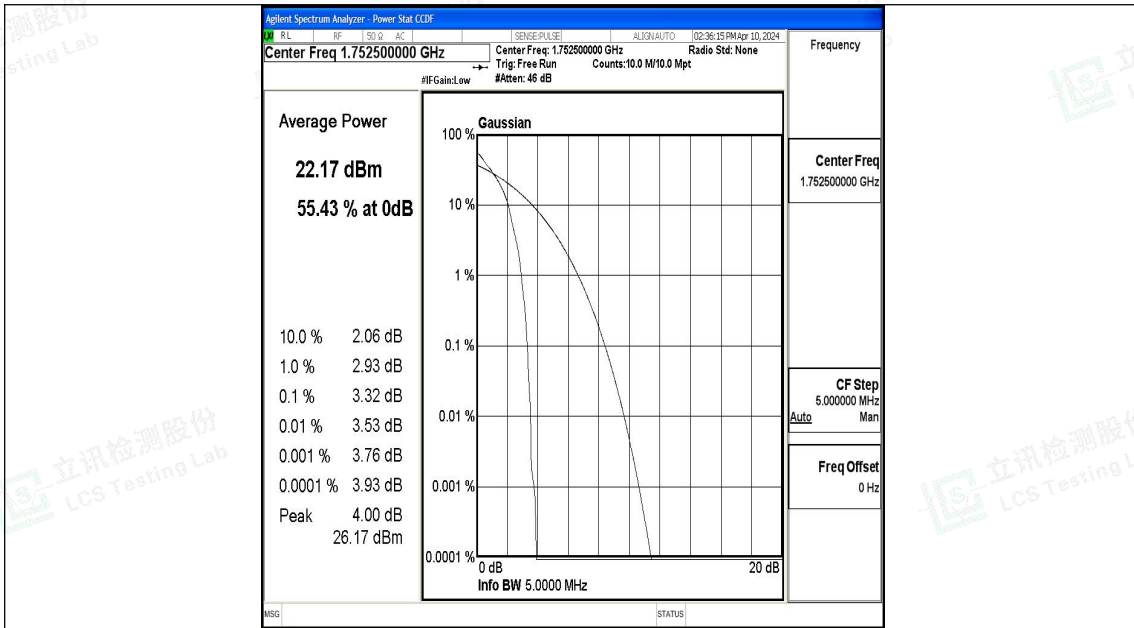 Agilent Spectrum Analyzer - Power Stat CCDF
RL RF 50 Ω AC SENSE:PULSE ALIGN AUTO 02:36:15 PM Apr 10, 2024
Center Freq 1.752500000 GHz
Center Freq: 1.752500000 GHz Radio Std: None
Trig: Free Run Counts:10.0 M/10.0 Mpt
#IFGain:Low #Atten: 46 dB
Frequency
Average Power
22.17 dBm
55.43 % at 0dB
10.0 % 2.06 dB
1.0 % 2.93 dB
0.1 % 3.32 dB
0.01 % 3.53 dB
0.001 % 3.76 dB
0.0001 % 3.93 dB
Peak 4.00 dB
26.17 dBm
Gaussian
100 %
10 %
1 %
0.1 %
0.01 %
0.001 %
0.0001 %
0 dB 20 dB
Info BW 5.0000 MHz
Center Freq
1.752500000 GHz
CF Step
5.000000 MHz
Auto Man
Freq Offset
0 Hz
MSG STATUS
立讯检测股份
LCS Testing Lab